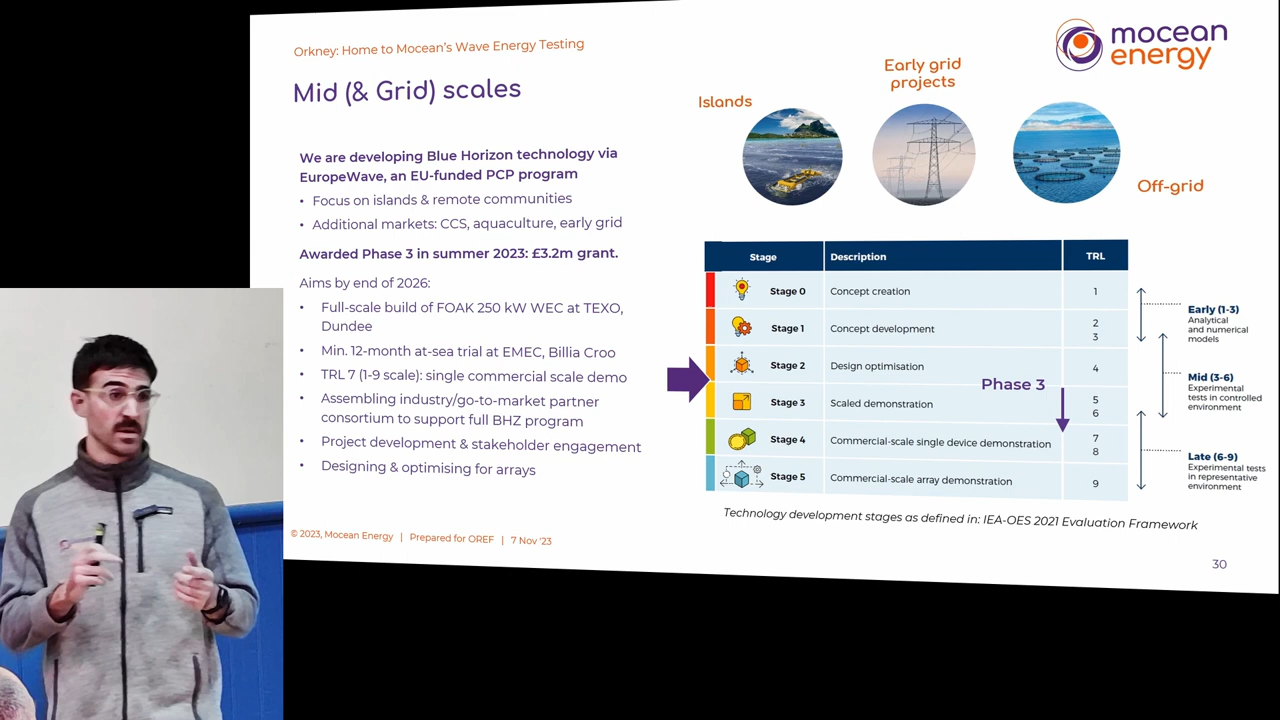 Orkney: Home to Mocean's Wave Energy Testing
mocean
energy
Mid (& Grid) scales
Islands
Early grid
projects
Off-grid
We are developing Blue Horizon technology via
EuropeWave, an EU-funded PCP program
• Focus on islands & remote communities
• Additional markets: CCS, aquaculture, early grid
Awarded Phase 3 in summer 2023: £3.2m grant.
Aims by end of 2026:
• Full-scale build of FOAK 250 kW WEC at TEXO,
Dundee
• Min. 12-month at-sea trial at EMEC, Billia Croo
• TRL 7 (1-9 scale): single commercial scale demo
• Assembling industry/go-to-market partner
consortium to support full BHZ program
• Project development & stakeholder engagement
• Designing & optimising for arrays
Stage Description TRL
Stage 0 Concept creation 1
Stage 1 Concept development 2
3
Stage 2 Design optimisation 4
Phase 3
Stage 3 Scaled demonstration 5
6
Stage 4 Commercial-scale single device demonstration 7
8
Stage 5 Commercial-scale array demonstration 9
Early (1-3)
Analytical
and numerical
models
Mid (3-6)
Experimental
tests in controlled
environment
Late (6-9)
Experimental tests
in representative
environment
Technology development stages as defined in: IEA-OES 2021 Evaluation Framework
© 2023, Mocean Energy | Prepared for OREF | 7 Nov '23
30